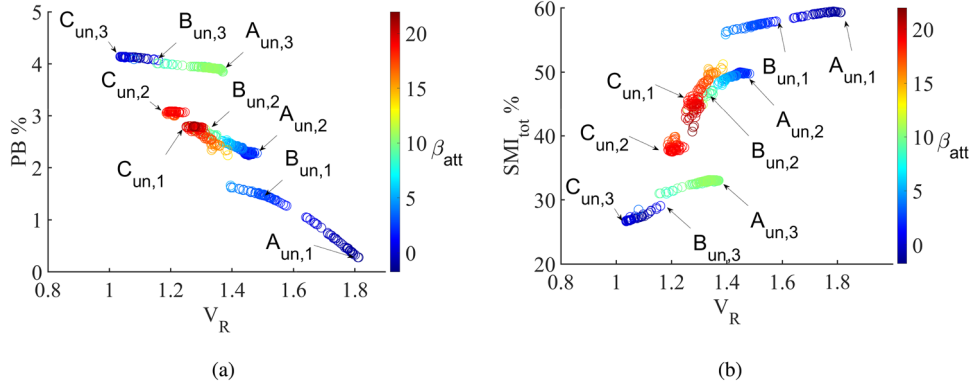 C_un,3
B_un,3
A_un,3
C_un,2
B_un,2
A_un,2
C_un,1
B_un,1
A_un,1
PB %
5
4
3
2
1
0
0.8 1 1.2 1.4 1.6 1.8
V_R
20
15
10
5
0
β_att
(a)
SMI_tot %
60
50
40
30
20
B_un,1
A_un,1
C_un,1
A_un,2
C_un,2
B_un,2
C_un,3
A_un,3
B_un,3
0.8 1 1.2 1.4 1.6 1.8
V_R
20
15
10
5
0
β_att
(b)